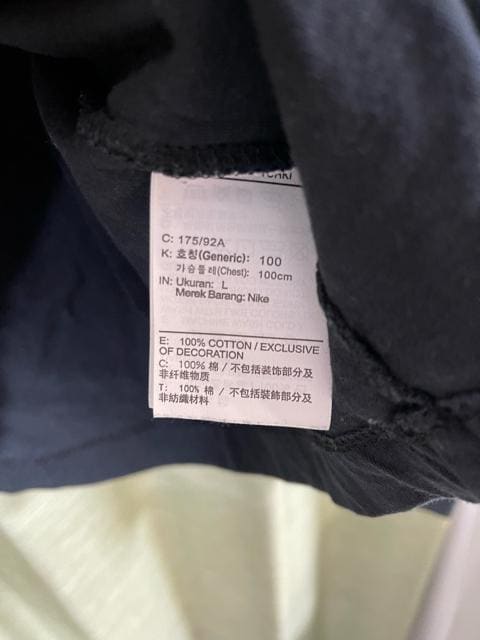 C: 175/92A
K: 호칭(Generic): 100
가슴둘레(Chest): 100cm
IN: Ukuran: L
Merek Barang: Nike
E: 100% COTTON / EXCLUSIVE
OF DECORATION
C: 100% 棉 / 不包括装饰部分及
非纤维物质
T: 100% 棉 / 不包括裝飾部分及
非紡織材料